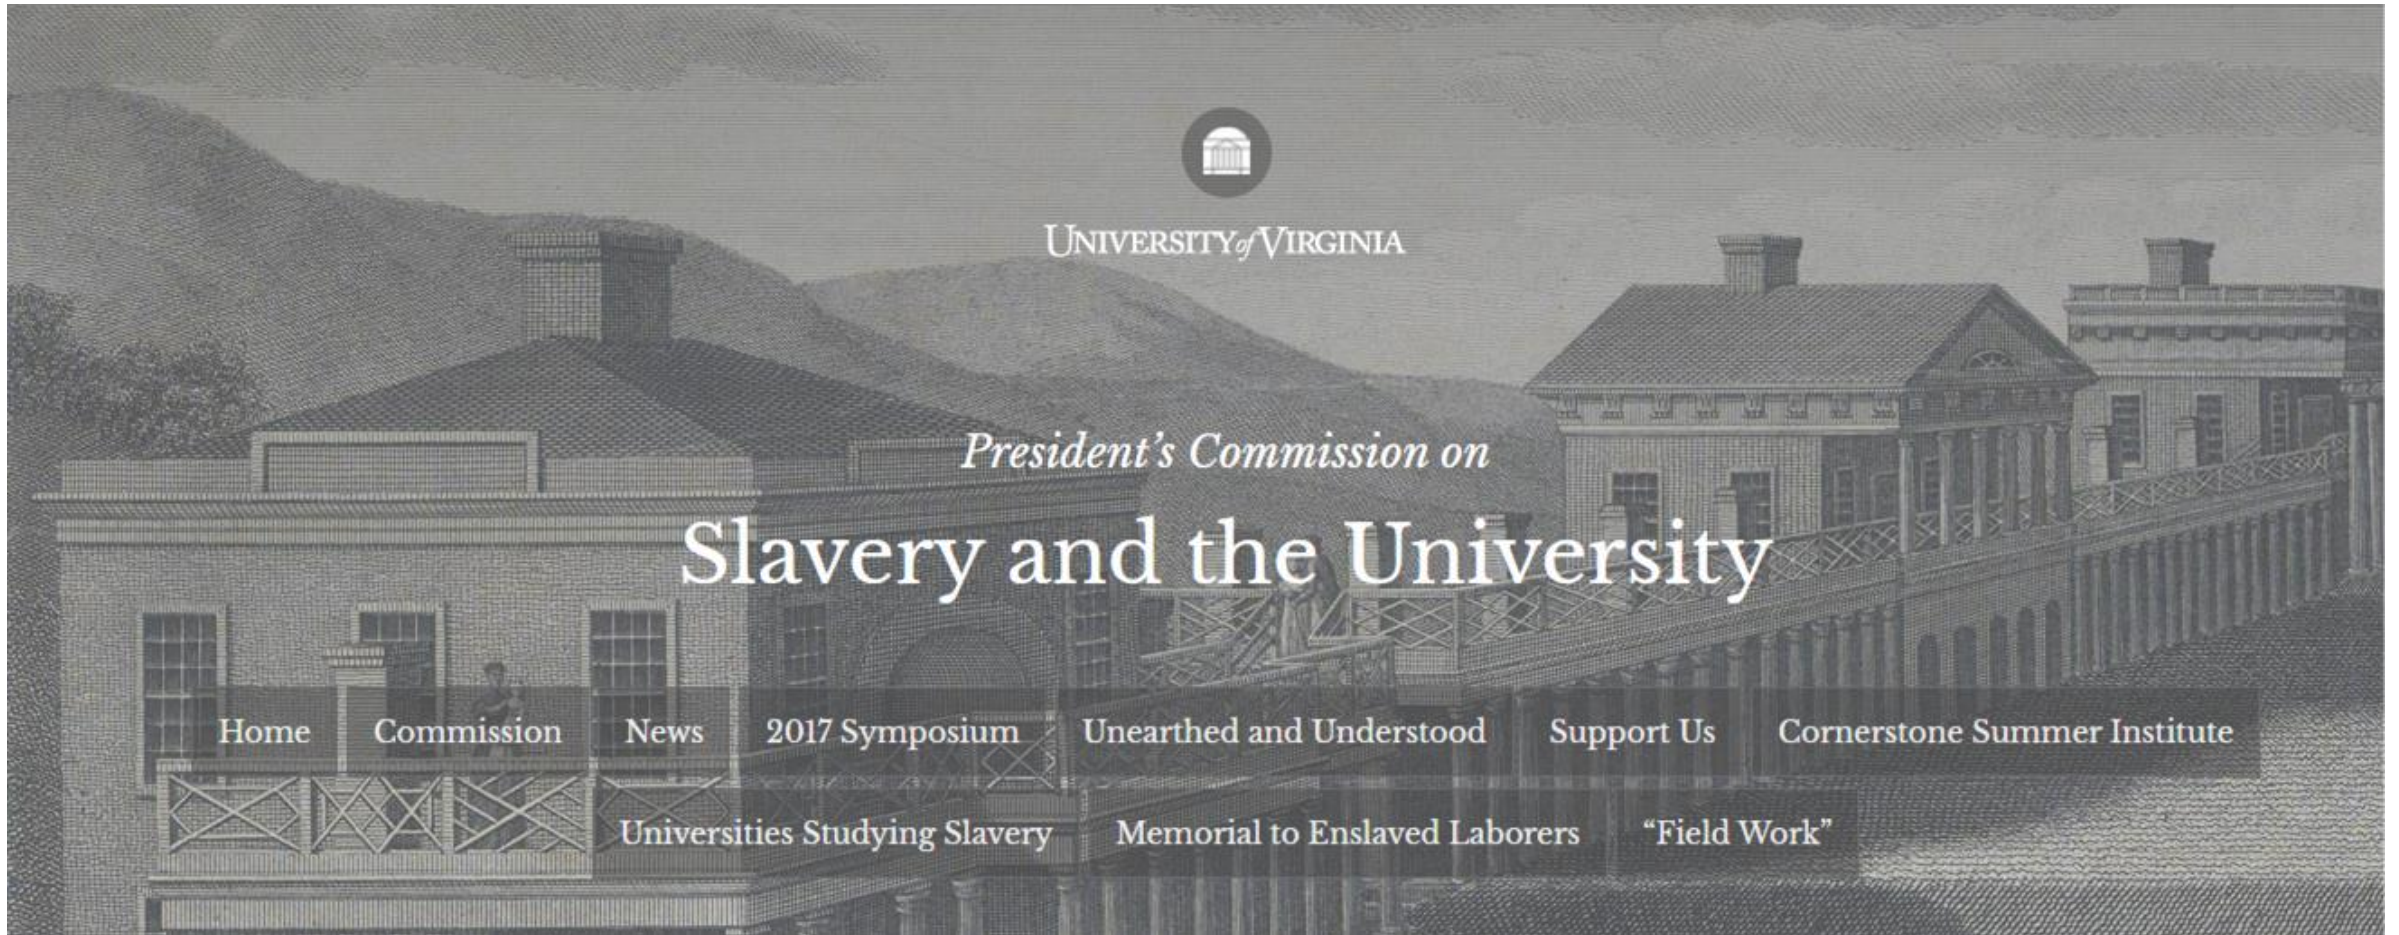 UNIVERSITY of VIRGINIA
President’s Commission on
Slavery and the University
Home Commission News 2017 Symposium Unearthed and Understood Support Us Cornerstone Summer Institute
Universities Studying Slavery Memorial to Enslaved Laborers “Field Work”